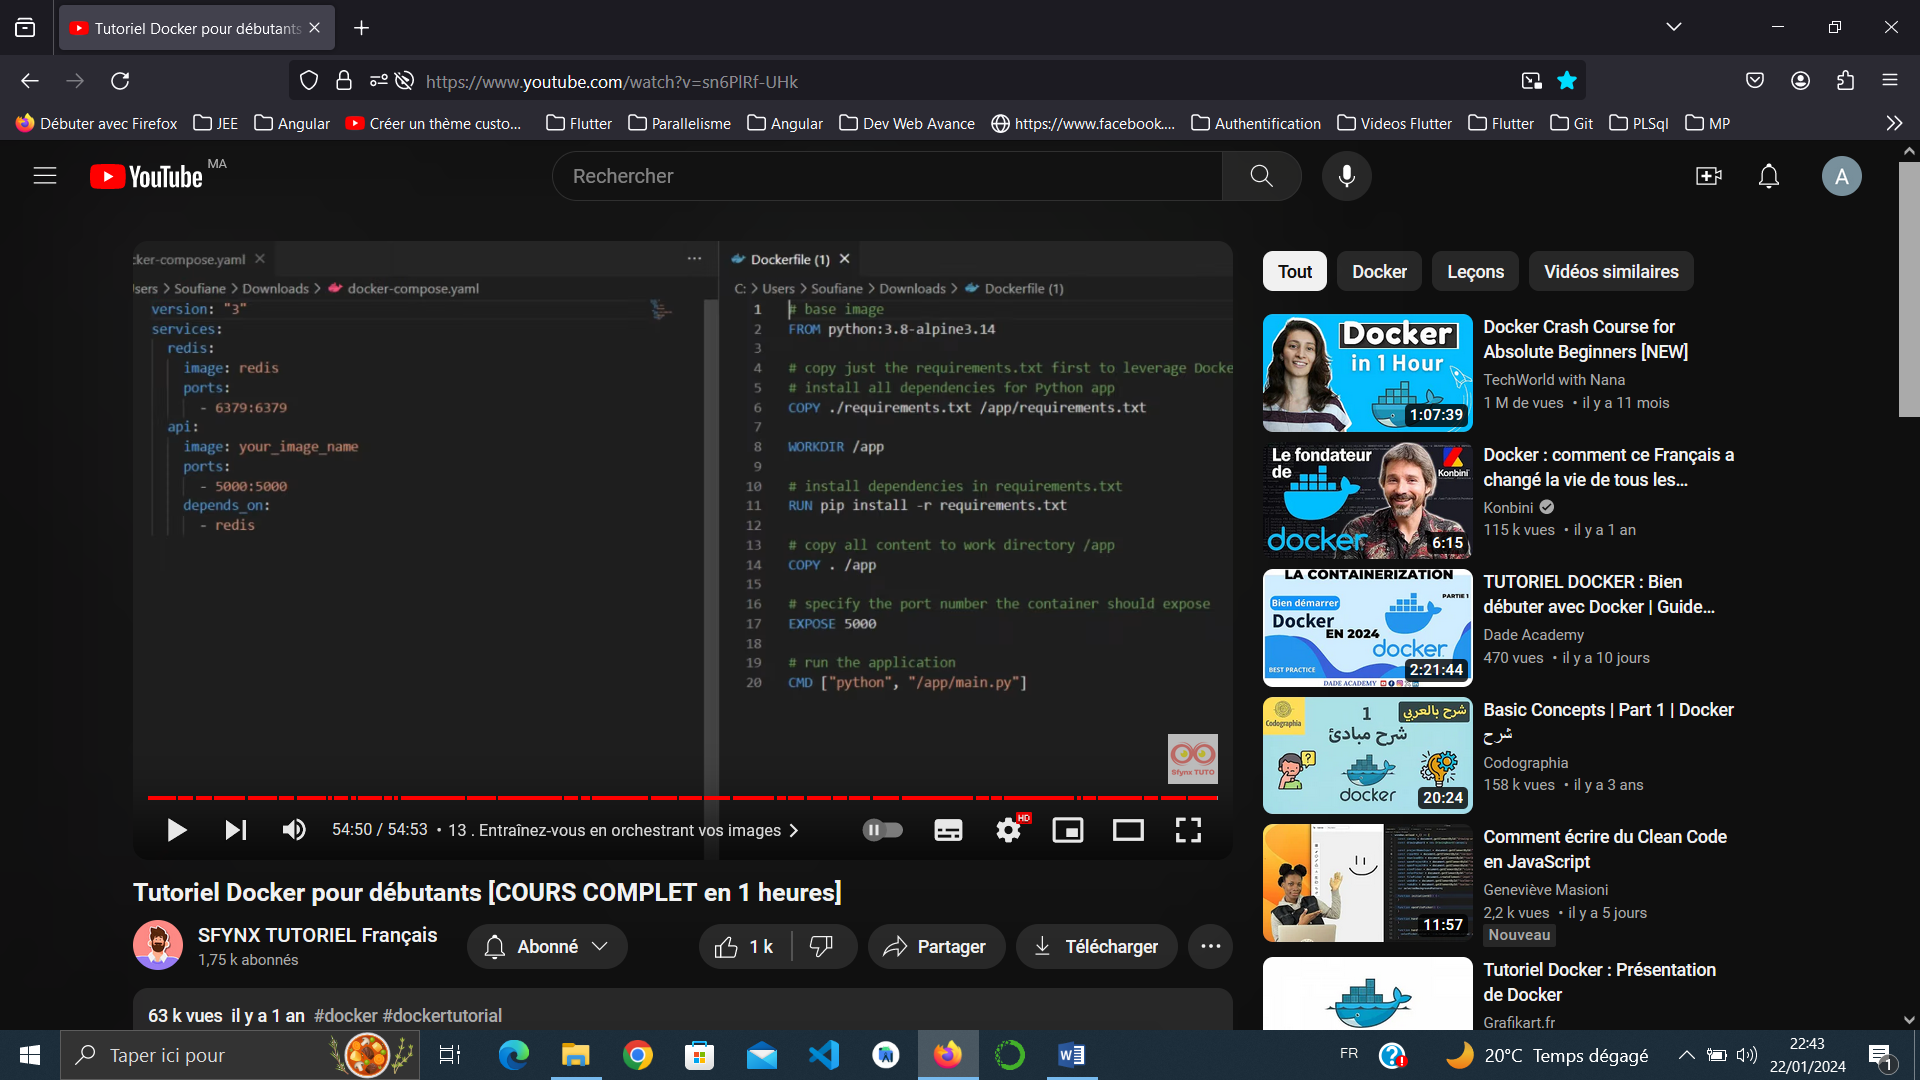 Tutoriel Docker pour débutants
https://www.youtube.com/watch?v=sn6PlRf-UHk
Débuter avec Firefox
JEE
Angular
Créer un thème custo...
Flutter
Parallelisme
Angular
Dev Web Avance
https://www.facebook....
Authentification
Videos Flutter
Flutter
Git
PLSql
MP
YouTube MA
Rechercher
A
cker-compose.yaml
sers > Soufiane > Downloads > docker-compose.yaml
version: "3"
services:
redis:
image: redis
ports:
- 6379:6379
api:
image: your_image_name
ports:
- 5000:5000
depends_on:
- redis
Dockerfile (1)
C: > Users > Soufiane > Downloads > Dockerfile (1)
1 # base image
2 FROM python:3.8-alpine3.14
3
4 # copy just the requirements.txt first to leverage Docke
5 # install all dependencies for Python app
6 COPY ./requirements.txt /app/requirements.txt
7
8 WORKDIR /app
9
10 # install dependencies in requirements.txt
11 RUN pip install -r requirements.txt
12
13 # copy all content to work directory /app
14 COPY . /app
15
16 # specify the port number the container should expose
17 EXPOSE 5000
18
19 # run the application
20 CMD ["python", "/app/main.py"]
Sfynx TUTO
54:50 / 54:53 • 13 . Entraînez-vous en orchestrant vos images
HD
Tutoriel Docker pour débutants [COURS COMPLET en 1 heures]
SFYNX TUTORIEL Français
1,75 k abonnés
Abonné
1 k
Partager
Télécharger
63 k vues il y a 1 an #docker #dockertutorial
Tout
Docker
Leçons
Vidéos similaires
Docker
in 1 Hour
1:07:39
Docker Crash Course for
Absolute Beginners [NEW]
TechWorld with Nana
1 M de vues • il y a 11 mois
Le fondateur
de
docker
Konbini
6:15
Docker : comment ce Français a
changé la vie de tous les...
Konbini
115 k vues • il y a 1 an
LA CONTAINERIZATION
Bien démarrer
PARTIE 1
Docker
EN 2024
docker
BEST PRACTICE
DADE ACADEMY
2:21:44
TUTORIEL DOCKER : Bien
débuter avec Docker | Guide...
Dade Academy
470 vues • il y a 10 jours
Codographia
شرح بالعربي
1
شرح مبادئ
docker
20:24
Basic Concepts | Part 1 | Docker
شرح
Codographia
158 k vues • il y a 3 ans
11:57
Comment écrire du Clean Code
en JavaScript
Geneviève Masioni
2,2 k vues • il y a 5 jours
Nouveau
Tutoriel Docker : Présentation
de Docker
Grafikart.fr
Taper ici pour
FR
20°C Temps dégagé
22:43
22/01/2024
1